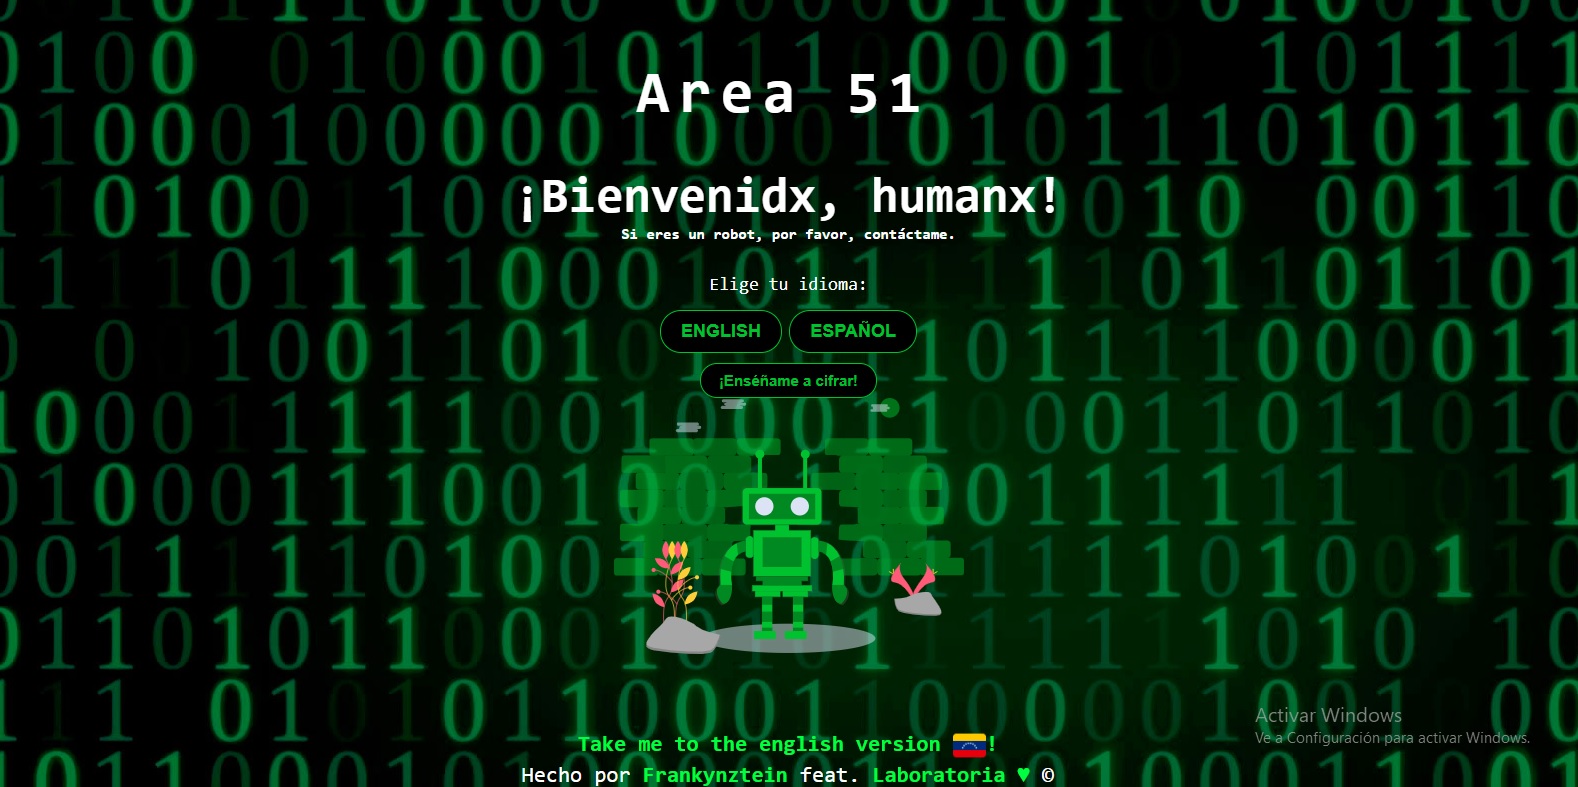 Area 51
¡Bienvenidx, humanx!
Si eres un robot, por favor, contáctame.
Elige tu idioma:
ENGLISH ESPAÑOL
¡Enséñame a cifrar!
Activar Windows
Ve a Configuración para activar Windows.
Take me to the english version 🇻🇪!
Hecho por Frankynztein feat. Laboratoria ♥ ©